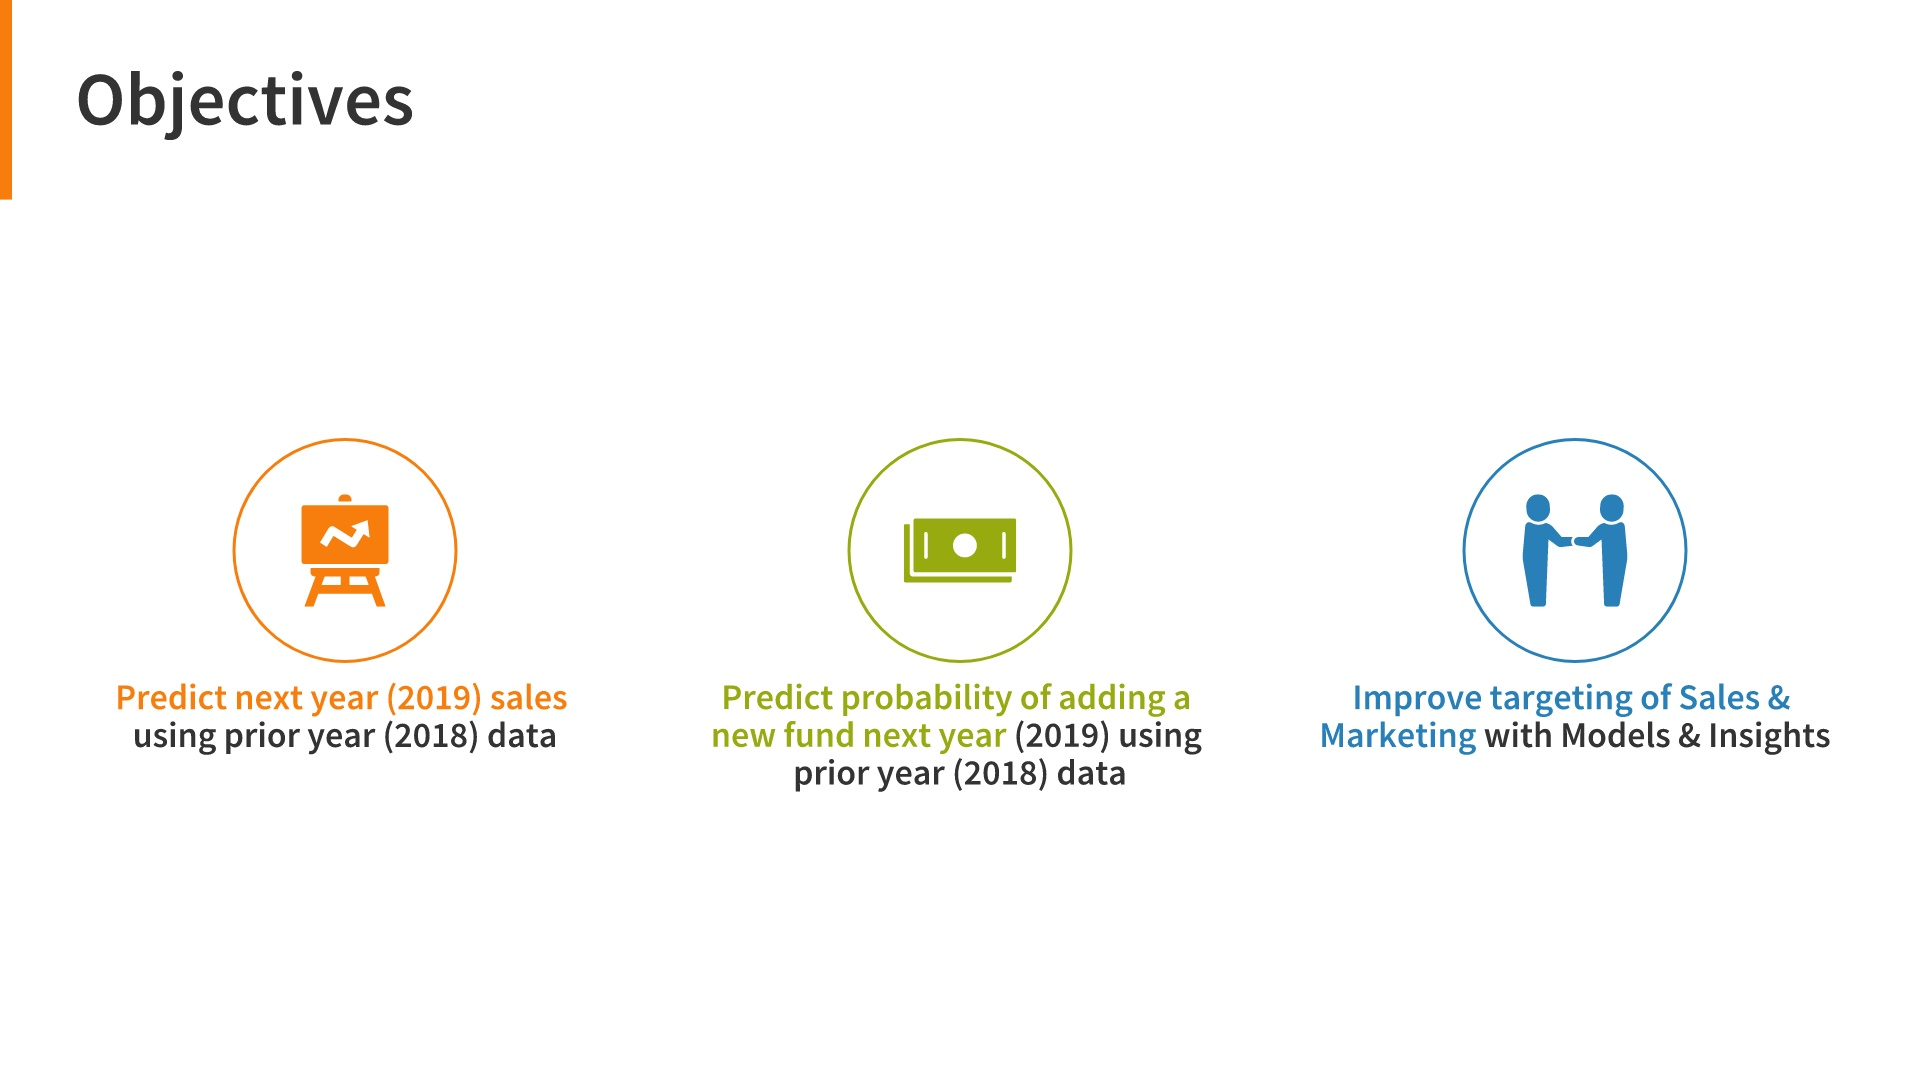 Objectives
Predict next year (2019) sales
using prior year (2018) data
Predict probability of adding a
new fund next year (2019) using
prior year (2018) data
Improve targeting of Sales &
Marketing with Models & Insights